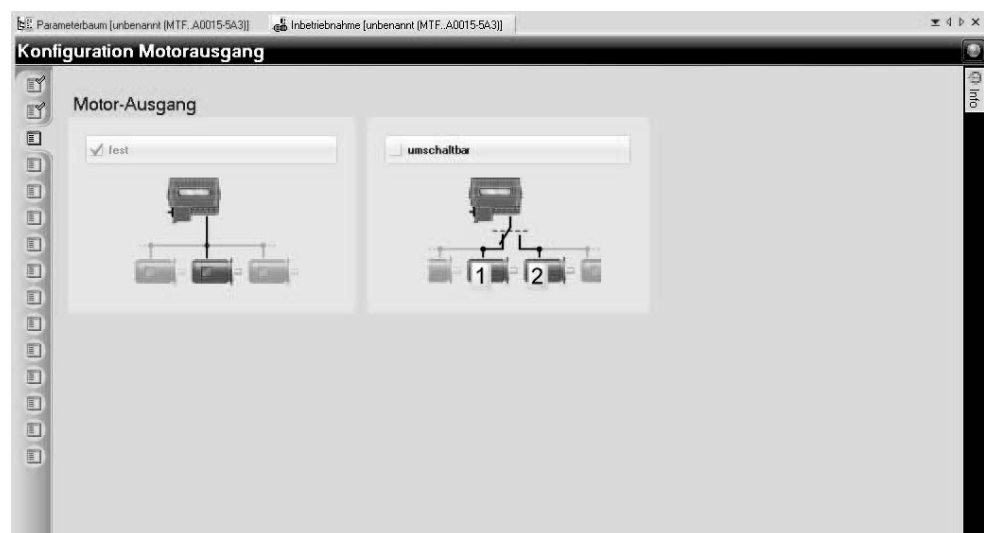 Parameterbaum [unbenannt (MTF..A0015-5A3)]
Inbetriebnahme [unbenannt (MTF..A0015-5A3)]
Konfiguration Motorausgang
Info
Motor-Ausgang
fest
umschaltbar
1
2